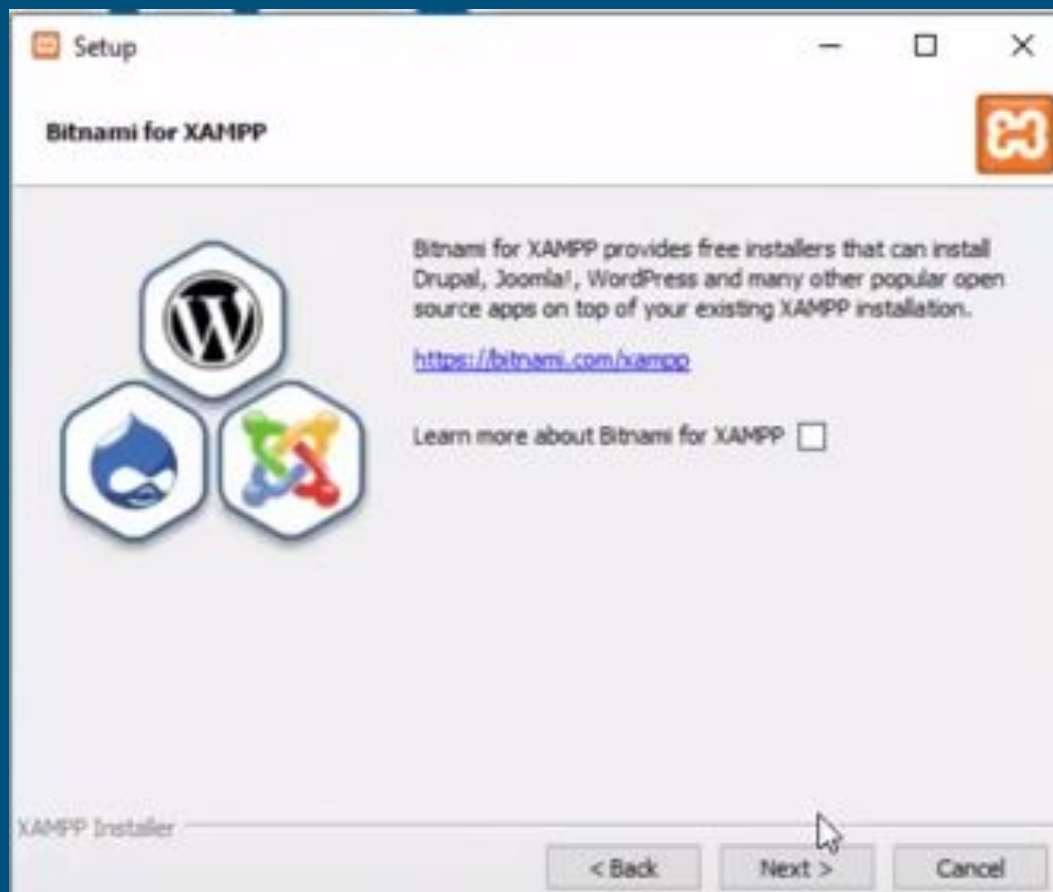 Setup
Bitnami for XAMPP
Bitnami for XAMPP provides free installers that can install
Drupal, Joomla!, WordPress and many other popular open
source apps on top of your existing XAMPP installation.
https://bitnami.com/xampp
Learn more about Bitnami for XAMPP
XAMPP Installer
< Back
Next >
Cancel